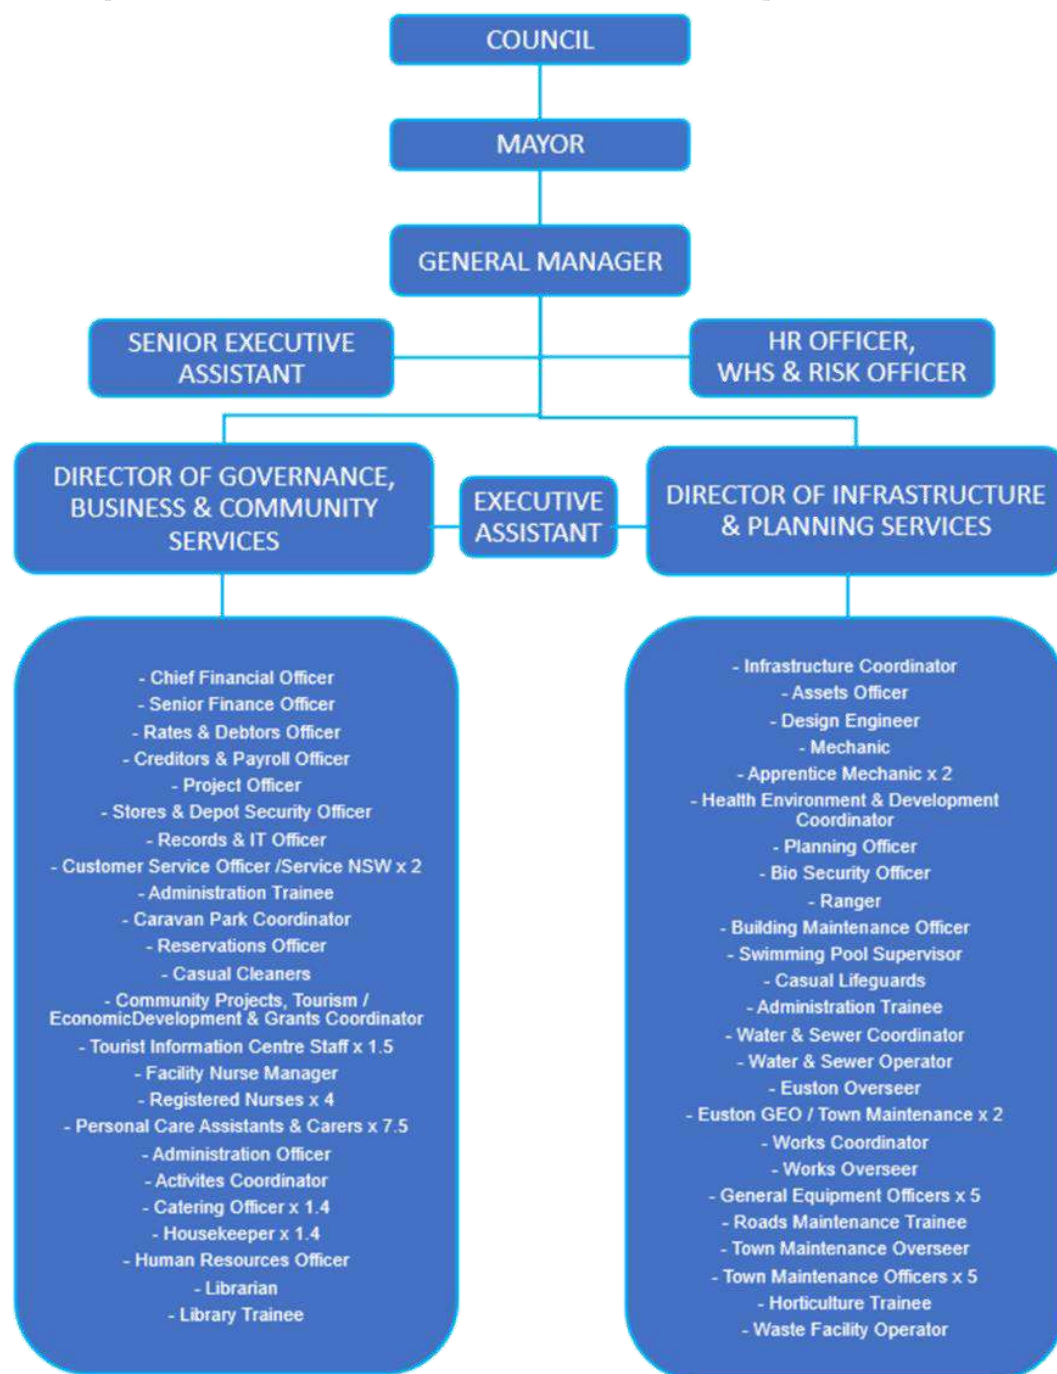 COUNCIL
MAYOR
GENERAL MANAGER
SENIOR EXECUTIVE
ASSISTANT
HR OFFICER,
WHS & RISK OFFICER
DIRECTOR OF GOVERNANCE,
BUSINESS & COMMUNITY
SERVICES
EXECUTIVE
ASSISTANT
DIRECTOR OF INFRASTRUCTURE
& PLANNING SERVICES
- Chief Financial Officer
- Senior Finance Officer
- Rates & Debtors Officer
- Creditors & Payroll Officer
- Project Officer
- Stores & Depot Security Officer
- Records & IT Officer
- Customer Service Officer /Service NSW x 2
- Administration Trainee
- Caravan Park Coordinator
- Reservations Officer
- Casual Cleaners
- Community Projects, Tourism /
EconomicDevelopment & Grants Coordinator
- Tourist Information Centre Staff x 1.5
- Facility Nurse Manager
- Registered Nurses x 4
- Personal Care Assistants & Carers x 7.5
- Administration Officer
- Activites Coordinator
- Catering Officer x 1.4
- Housekeeper x 1.4
- Human Resources Officer
- Librarian
- Library Trainee
- Infrastructure Coordinator
- Assets Officer
- Design Engineer
- Mechanic
- Apprentice Mechanic x 2
- Health Environment & Development
Coordinator
- Planning Officer
- Bio Security Officer
- Ranger
- Building Maintenance Officer
- Swimming Pool Supervisor
- Casual Lifeguards
- Administration Trainee
- Water & Sewer Coordinator
- Water & Sewer Operator
- Euston Overseer
- Euston GEO / Town Maintenance x 2
- Works Coordinator
- Works Overseer
- General Equipment Officers x 5
- Roads Maintenance Trainee
- Town Maintenance Overseer
- Town Maintenance Officers x 5
- Horticulture Trainee
- Waste Facility Operator